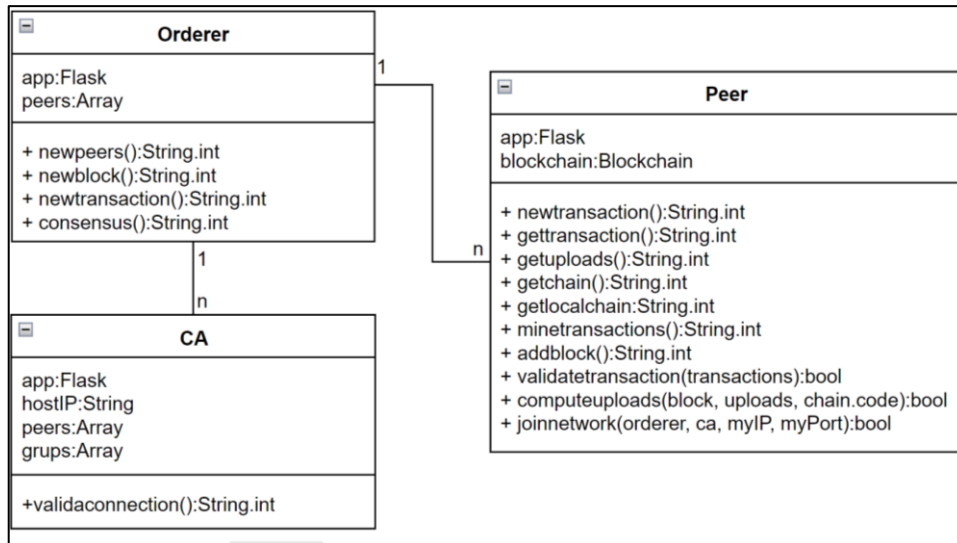 Orderer
app:Flask
peers:Array
+ newpeers():String.int
+ newblock():String.int
+ newtransaction():String.int
+ consensus():String.int
1
n
1
n
CA
app:Flask
hostIP:String
peers:Array
grups:Array
+validaconnection():String.int
Peer
app:Flask
blockchain:Blockchain
+ newtransaction():String.int
+ gettransaction():String.int
+ getuploads():String.int
+ getchain():String.int
+ getlocalchain:String.int
+ minetransactions():String.int
+ addblock():String.int
+ validatetransaction(transactions):bool
+ computeuploads(block, uploads, chain.code):bool
+ joinnetwork(orderer, ca, myIP, myPort):bool